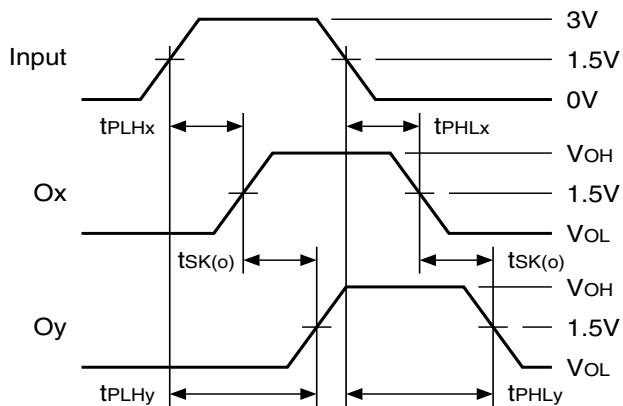 3V
Input
1.5V
0V
tPLHx
tPHLx
VOH
Ox
1.5V
VOL
tSK(o)
tSK(o)
VOH
Oy
1.5V
VOL
tPLHy
tPHLy